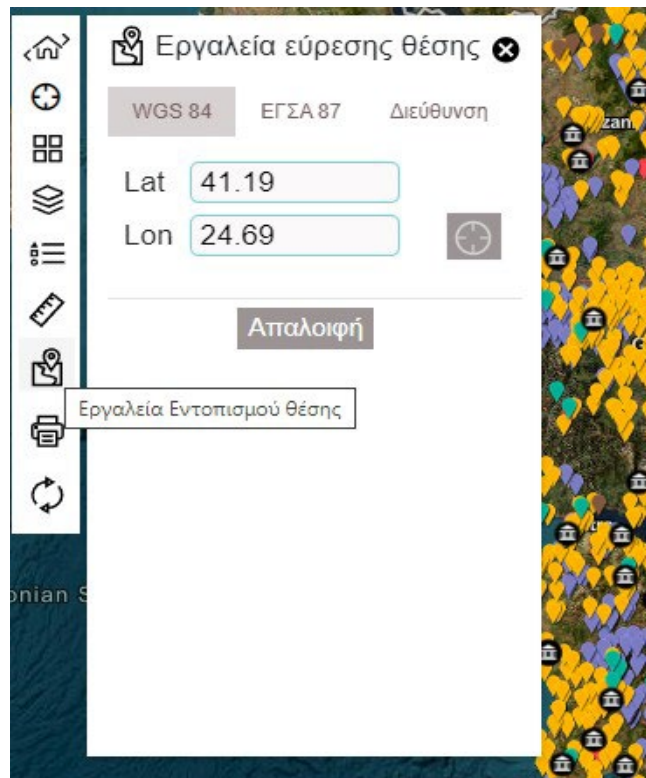 Εργαλεία εύρεσης θέσης
WGS 84 ΕΓΣΑ 87 Διεύθυνση
Lat 41.19
Lon 24.69
Απαλοιφή
Εργαλεία Εντοπισμού θέσης
zani
onian S